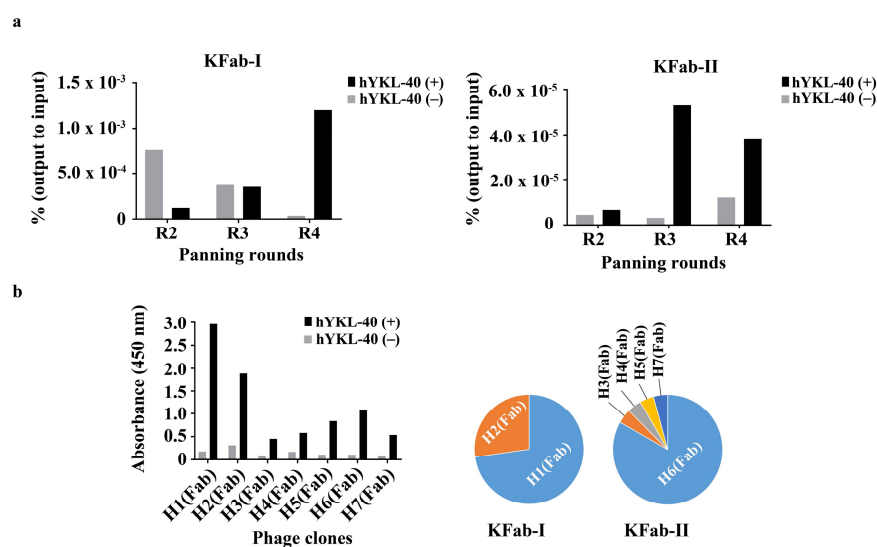 a
KFab-I
hYKL-40 (+)
hYKL-40 (–)
1.5 x 10⁻³
1.0 x 10⁻³
5.0 x 10⁻⁴
0
% (output to input)
R2 R3 R4
Panning rounds
KFab-II
hYKL-40 (+)
hYKL-40 (–)
6.0 x 10⁻⁵
4.0 x 10⁻⁵
2.0 x 10⁻⁵
0
% (output to input)
R2 R3 R4
Panning rounds
b
hYKL-40 (+)
hYKL-40 (–)
3.0
2.5
2.0
1.5
1.0
0.5
0
Absorbance (450 nm)
H1(Fab) H2(Fab) H3(Fab) H4(Fab) H5(Fab) H6(Fab) H7(Fab)
Phage clones
H2(Fab)
H1(Fab)
KFab-I
H3(Fab)
H4(Fab)
H5(Fab)
H7(Fab)
H6(Fab)
KFab-II